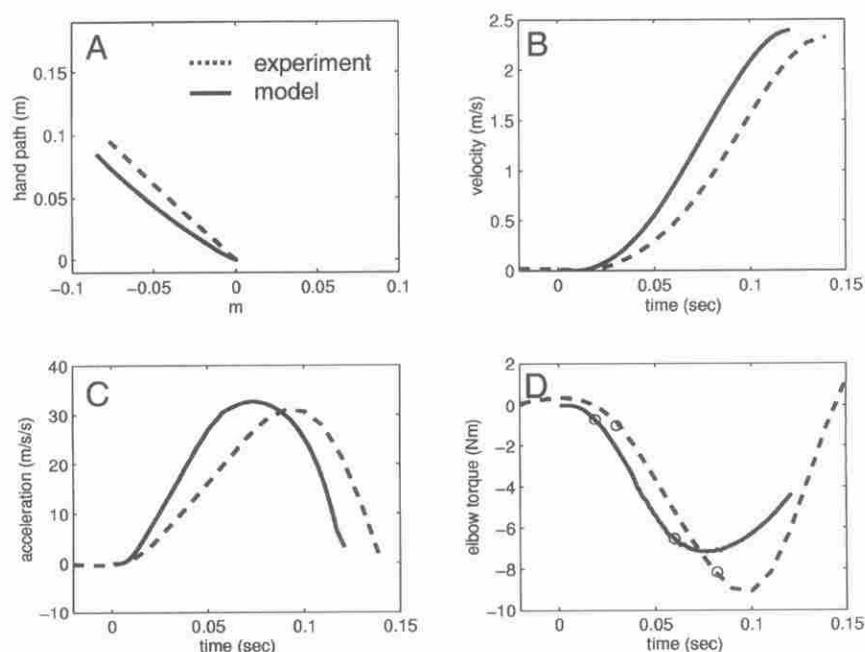 A
experiment
model
hand path (m)
0.15
0.1
0.05
0
−0.1
−0.05
0
0.05
0.1
m
B
velocity (m/s)
2.5
2
1.5
1
0.5
0
0
0.05
0.1
0.15
time (sec)
C
acceleration (m/s/s)
40
30
20
10
0
−10
0
0.05
0.1
0.15
time (sec)
D
elbow torque (Nm)
2
0
−2
−4
−6
−8
−10
0
0.05
0.1
0.15
time (sec)